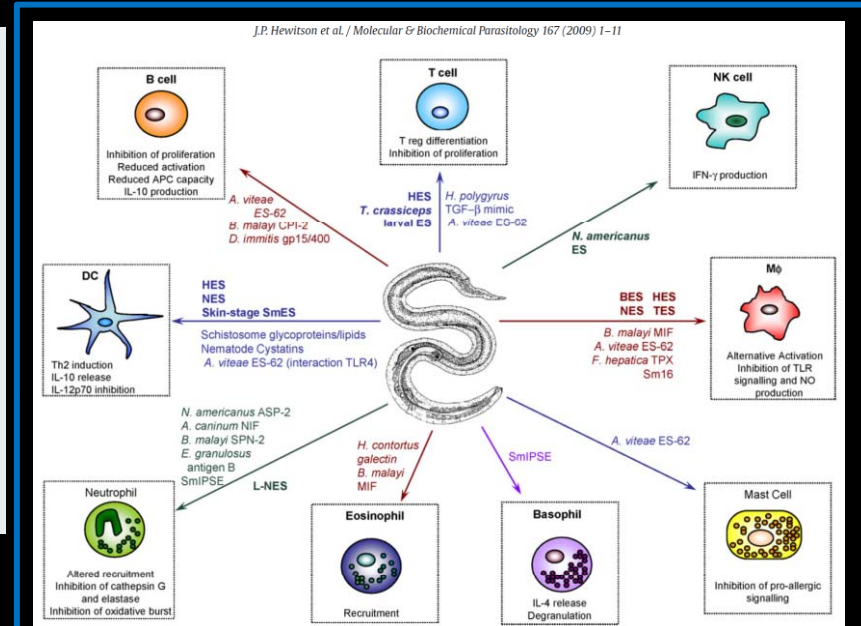 J.P. Hewitson et al. / Molecular & Biochemical Parasitology 167 (2009) 1–11
B cell
Inhibition of proliferation
Reduced activation
Reduced APC capacity
IL-10 production
T cell
T reg differentiation
Inhibition of proliferation
NK cell
IFN-γ production
A. viteae
ES-62
B. malayi CPI-2
D. immitis gp15/400
HES
T. crassiceps
larval ES
H. polygyrus
TGF-β mimic
A. viteae ES-62
N. americanus
ES
DC
Th2 induction
IL-10 release
IL-12p70 inhibition
HES
NES
Skin-stage SmES
Schistosome glycoproteins/lipids
Nematode Cystatins
A. viteae ES-62 (interaction TLR4)
BES HES
NES TES
B. malayi MIF
A. viteae ES-62
F. hepatica TPX
Sm16
Mϕ
Alternative Activation
Inhibition of TLR
signalling and NO
production
N. americanus ASP-2
A. caninum NIF
B. malayi SPN-2
E. granulosus
antigen B
SmIPSE
L-NES
Neutrophil
Altered recruitment
Inhibition of cathepsin G
and elastase
Inhibition of oxidative burst
H. contortus
galectin
B. malayi
MIF
Eosinophil
Recruitment
SmIPSE
Basophil
IL-4 release
Degranulation
A. viteae ES-62
Mast Cell
Inhibition of pro-allergic
signalling